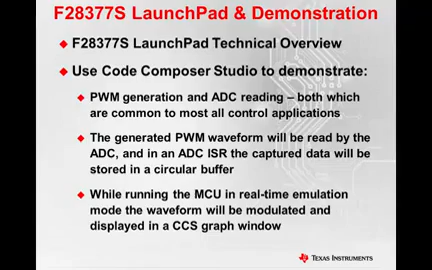 F28377S LaunchPad & Demonstration
F28377S LaunchPad Technical Overview
Use Code Composer Studio to demonstrate:
PWM generation and ADC reading – both which
are common to most all control applications
The generated PWM waveform will be read by the
ADC, and in an ADC ISR the captured data will be
stored in a circular buffer
While running the MCU in real-time emulation
mode the waveform will be modulated and
displayed in a CCS graph window
TEXAS INSTRUMENTS